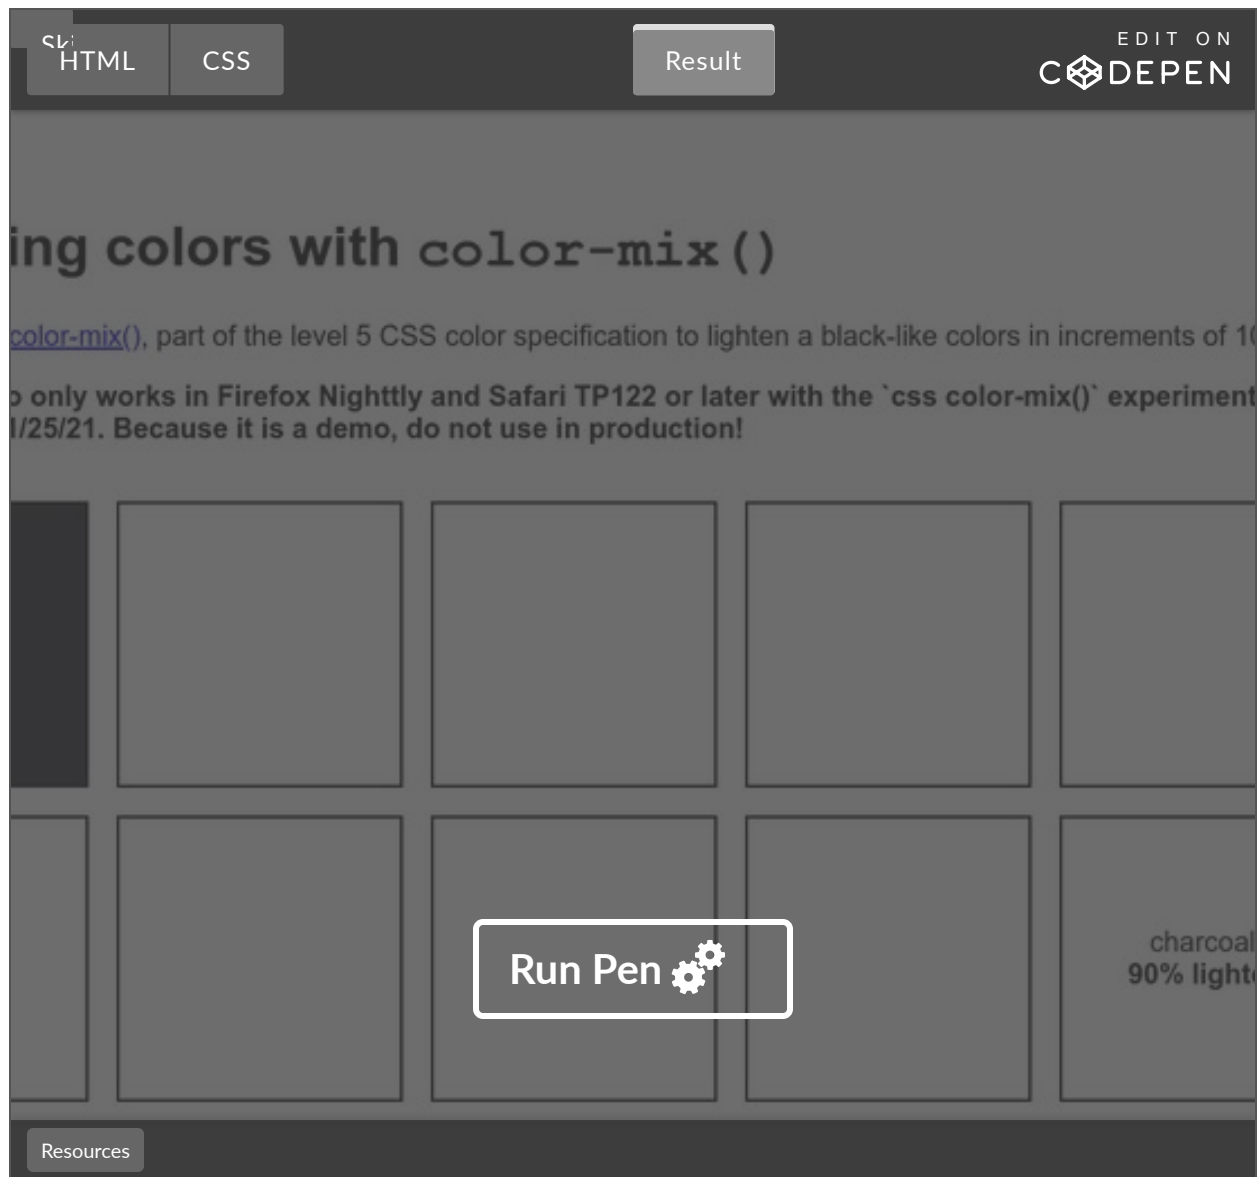 HTML
CSS
Result
EDIT ON
CODEPEN
ing colors with color-mix()
color-mix(), part of the level 5 CSS color specification to lighten a black-like colors in increments of
only works in Firefox Nighttly and Safari TP122 or later with the `css color-mix()` experiment
1/25/21. Because it is a demo, do not use in production!
charcoal
90%
Run Pen
Resources